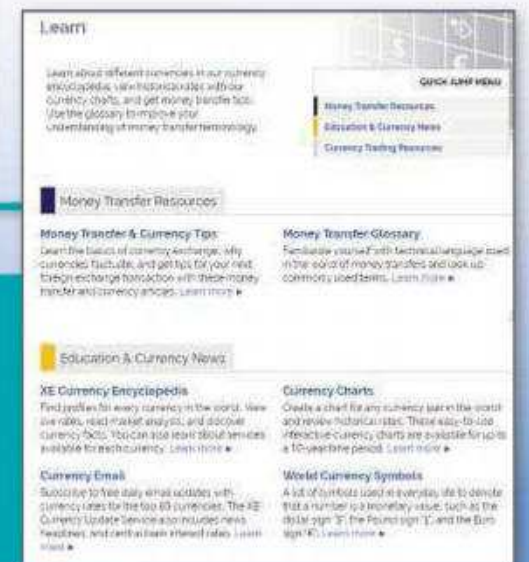 Learn
Learn about different currencies in our currency
encyclopedia, view historical rates with our
currency charts, and get money transfer tips.
Use the glossary to improve your
understanding of money transfer terminology.
QUICK JUMP MENU
Money Transfer Resources
Education & Currency News
Currency Trading Resources
Money Transfer Resources
Money Transfer & Currency Tips
Learn the basics of currency exchange, why
currencies fluctuate, and get tips for your next
foreign exchange transaction with these money
transfer and currency articles. Learn more ▸
Money Transfer Glossary
Familiarize yourself with technical language used
in the world of money transfers and look up
commonly used terms. Learn more ▸
Education & Currency News
XE Currency Encyclopedia
Find profiles for every currency in the world. View
live rates, read market analysis, and discover
currency facts. You can also learn about services
available for each currency. Learn more ▸
Currency Charts
Create a chart for any currency pair in the world
and review historical rates. These easy-to-use
interactive currency charts are available for up to
a 10-year time period. Learn more ▸
Currency Email
Subscribe to free daily email updates with
currency rates for the top 60 currencies. The XE
Currency Update Service also includes news
headlines, and central bank interest rates. Learn
more ▸
World Currency Symbols
A list of symbols used in everyday life to denote
that a number is a monetary value, such as the
dollar sign "$", the Pound sign "£", and the Euro
sign "€". Learn more ▸